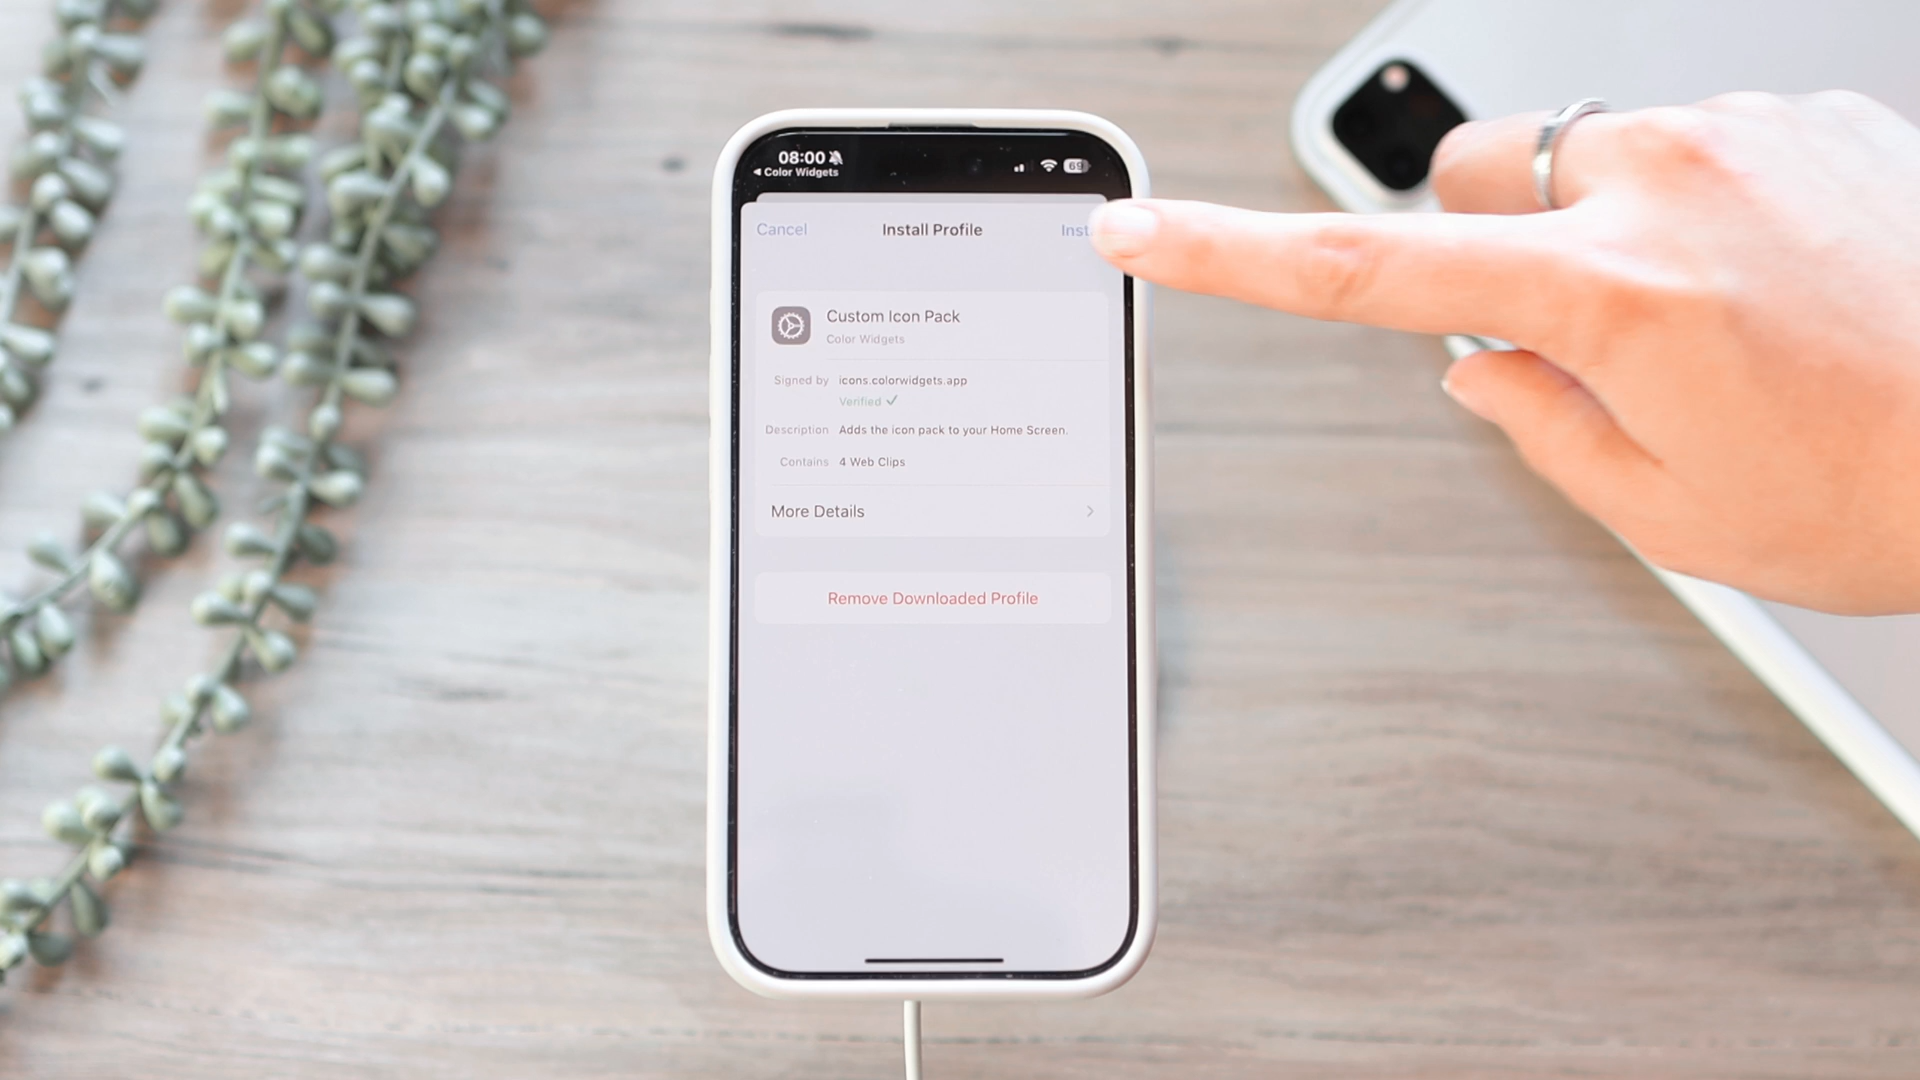 08:00
Color Widgets
69
Cancel
Install Profile
Inst
Custom Icon Pack
Color Widgets
Signed by icons.colorwidgets.app
Verified ✓
Description Adds the icon pack to your Home Screen.
Contains 4 Web Clips
More Details
Remove Downloaded Profile